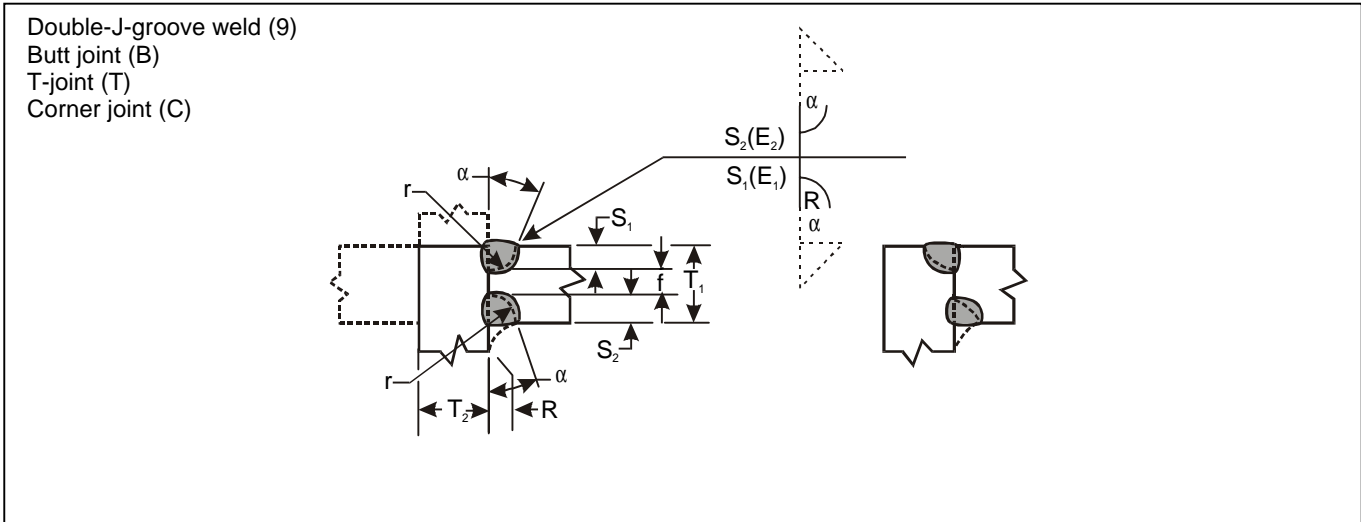 Double-J-groove weld (9)
Butt joint (B)
T-joint (T)
Corner joint (C)
α
S₂(E₂)
S₁(E₁)
R
α
α
r
S₁
f
T₁
S₂
r
α
T₂
R